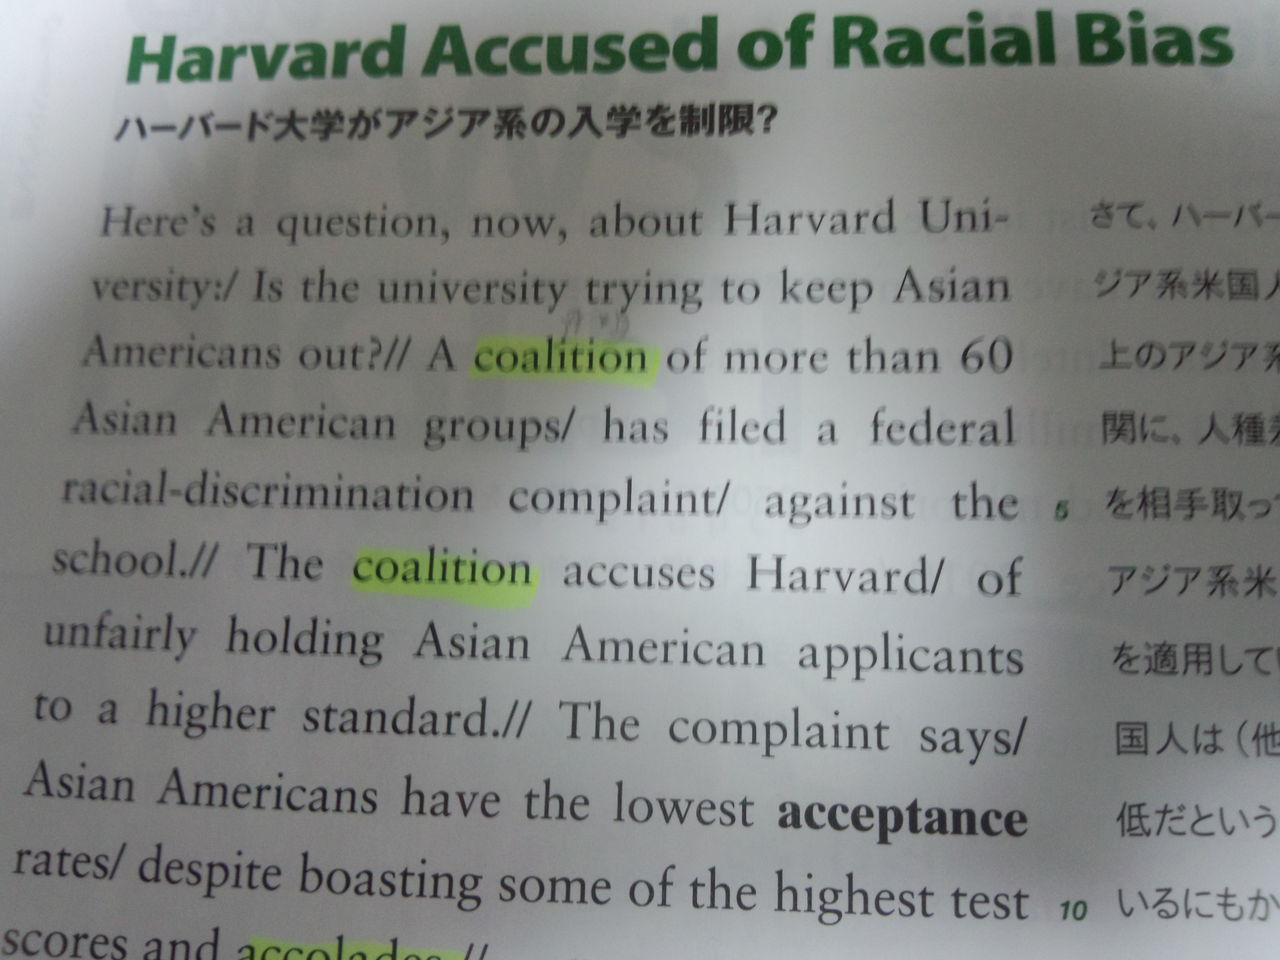 Harvard Accused of Racial Bias
ハーバード大学がアジア系の入学を制限?
Here's a question, now, about Harvard Uni-
versity:/ Is the university trying to keep Asian
Americans out?// A coalition of more than 60
Asian American groups/ has filed a federal
racial-discrimination complaint/ against the
5
school.// The coalition accuses Harvard/ of
unfairly holding Asian American applicants
to a higher standard.// The complaint says/
Asian Americans have the lowest acceptance
rates/ despite boasting some of the highest test
10
scores and accolades.//
さて、ハーバー
ジア系米国人
上のアジア系
関に、人種差
を相手取っ
アジア系米
を適用して
国人は（他
低だという
いるにもか